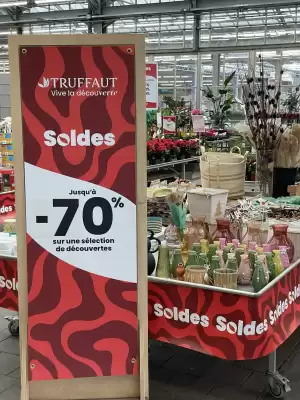 TRUFFAUT
Vive la découverte
Soldes
Jusqu'à
-70%
sur une sélection
de découvertes
Soldes Soldes Soldes